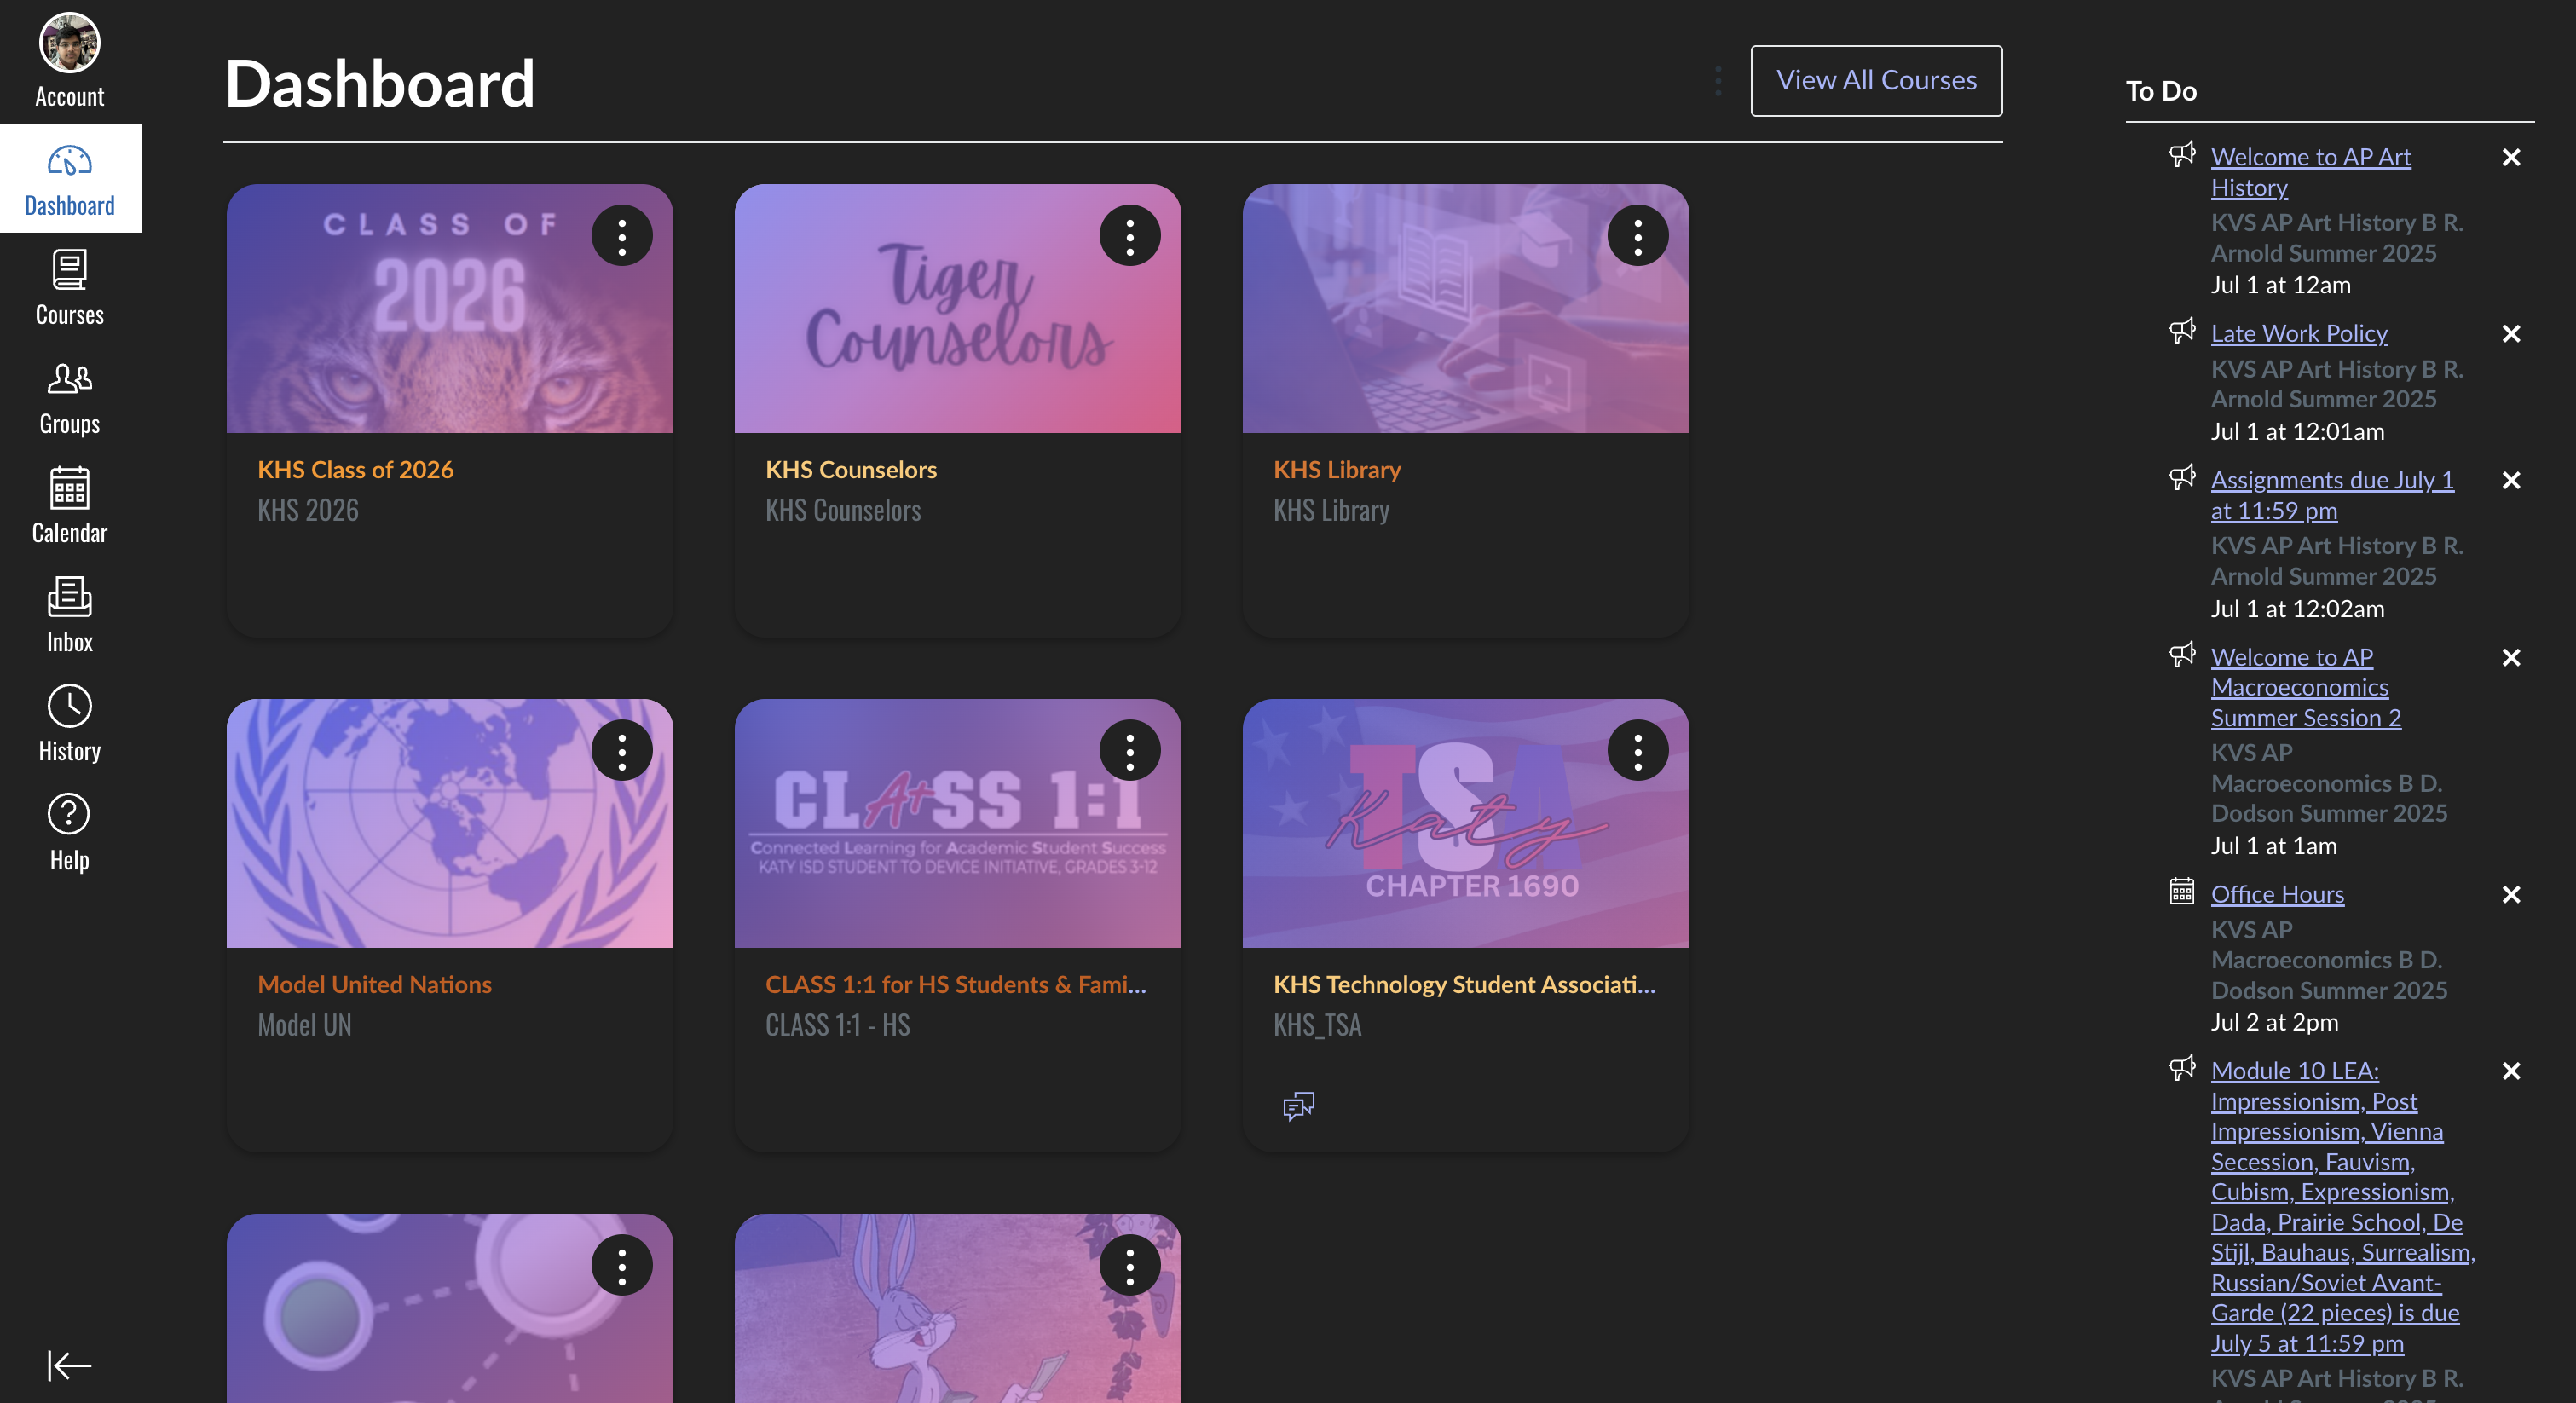 Account
Dashboard
Courses
Groups
Calendar
Inbox
History
Help
Dashboard
View All Courses
CLASS OF
2026
KHS Class of 2026
KHS 2026
Tiger
Counselors
KHS Counselors
KHS Counselors
KHS Library
KHS Library
Model United Nations
Model UN
CLA+SS 1:1
Connected Learning for Academic Student Success
KATY ISD STUDENT TO DEVICE INITIATIVE, GRADES 3-12
CLASS 1:1 for HS Students & Fami...
CLASS 1:1 - HS
TSA
Katy
CHAPTER 1690
KHS Technology Student Associati...
KHS_TSA
To Do
Welcome to AP Art
History
KVS AP Art History B R.
Arnold Summer 2025
Jul 1 at 12am
Late Work Policy
KVS AP Art History B R.
Arnold Summer 2025
Jul 1 at 12:01am
Assignments due July 1
at 11:59 pm
KVS AP Art History B R.
Arnold Summer 2025
Jul 1 at 12:02am
Welcome to AP
Macroeconomics
Summer Session 2
KVS AP
Macroeconomics B D.
Dodson Summer 2025
Jul 1 at 1am
Office Hours
KVS AP
Macroeconomics B D.
Dodson Summer 2025
Jul 2 at 2pm
Module 10 LEA:
Impressionism, Post
Impressionism, Vienna
Secession, Fauvism,
Cubism, Expressionism,
Dada, Prairie School, De
Stijl, Bauhaus, Surrealism,
Russian/Soviet Avant-
Garde (22 pieces) is due
July 5 at 11:59 pm
KVS AP Art History B R.